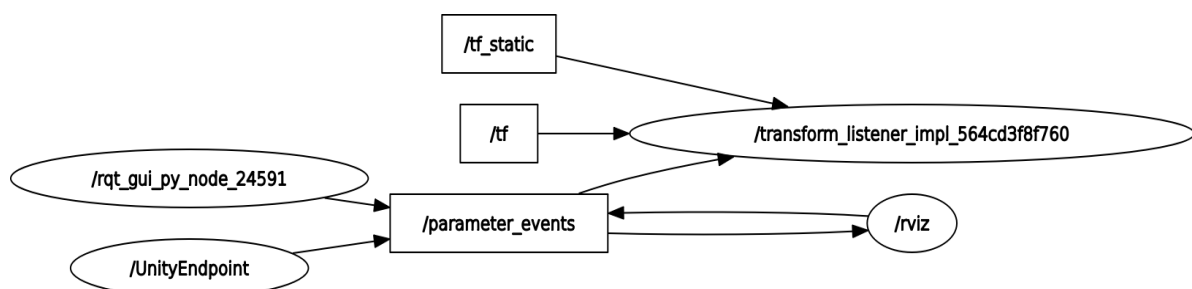 /tf_static
/tf
/transform_listener_impl_564cd3f8f760
/rqt_gui_py_node_24591
/parameter_events
/rviz
/UnityEndpoint